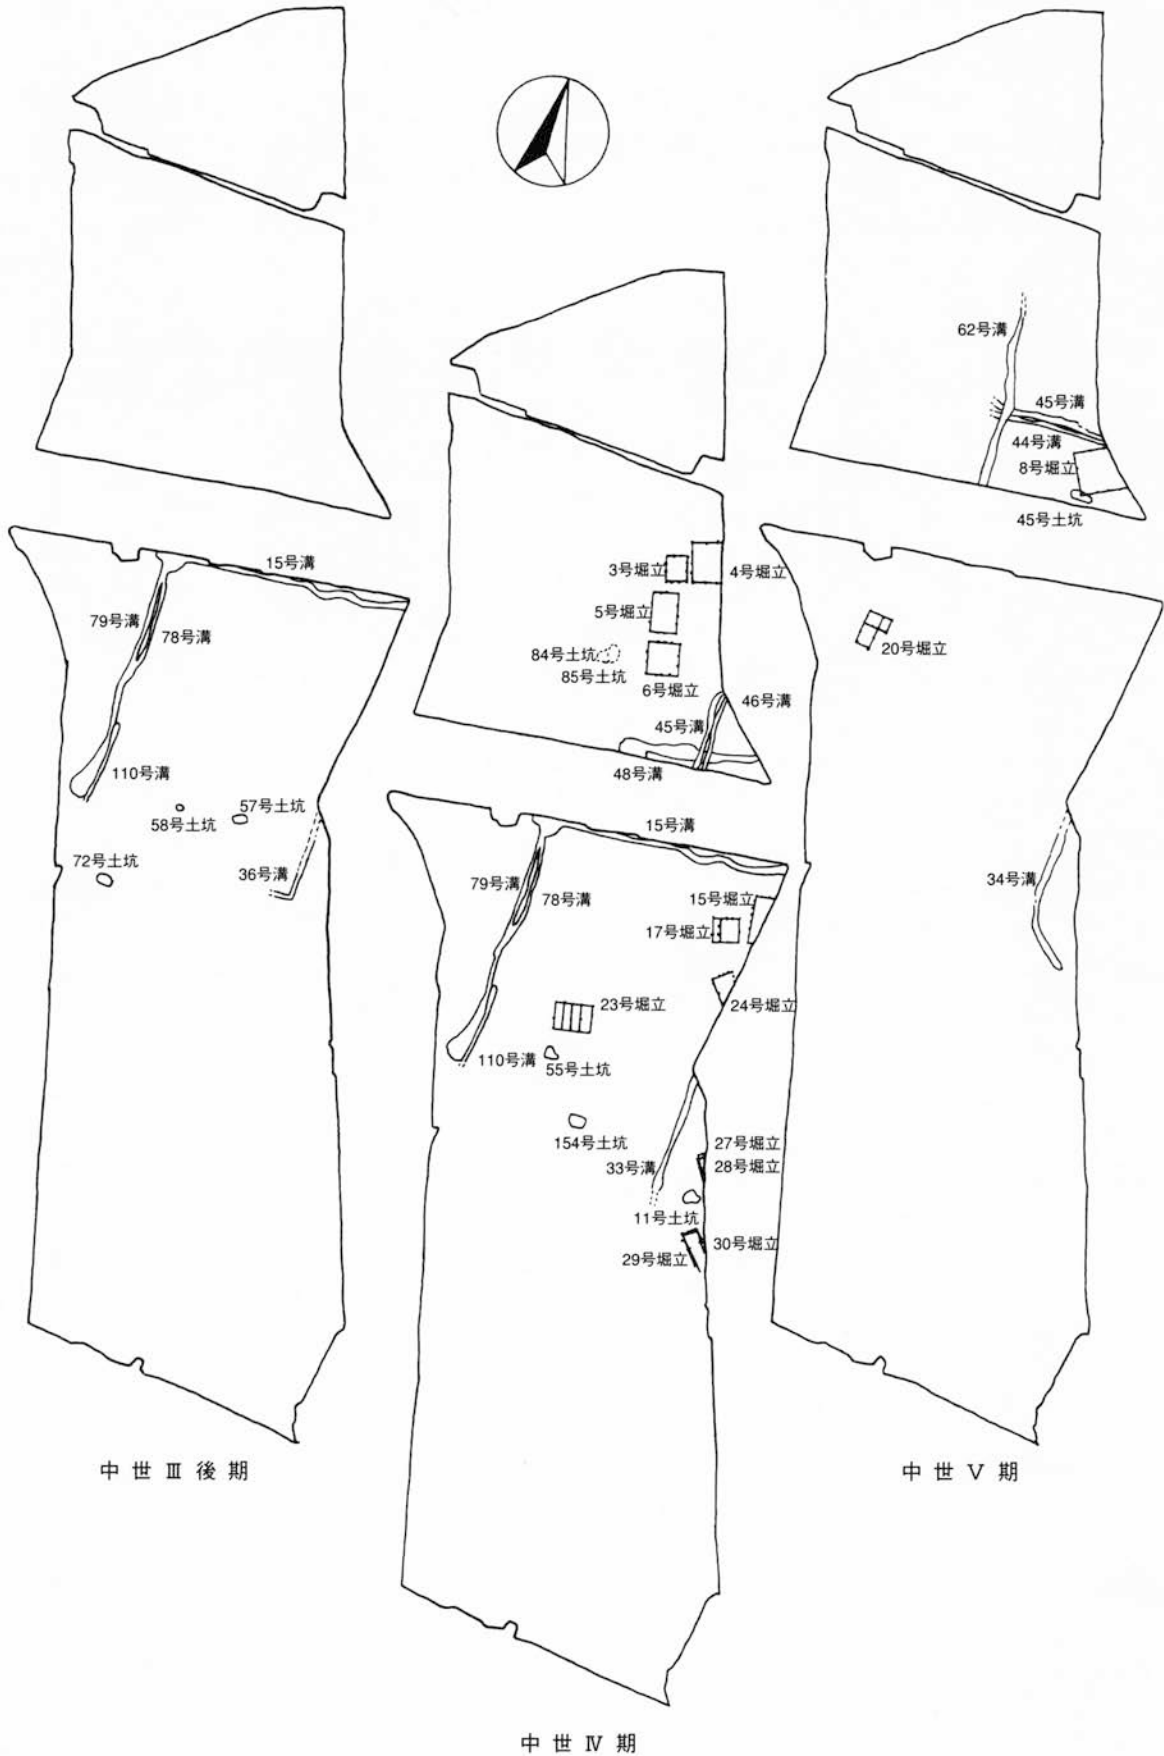 15号溝
79号溝
78号溝
110号溝
58号土坑
57号土坑
72号土坑
36号溝
中世Ⅲ後期
3号堀立
4号堀立
5号堀立
84号土坑
85号土坑
6号堀立
46号溝
45号溝
48号溝
15号溝
79号溝
78号溝
15号堀立
17号堀立
23号堀立
24号堀立
110号溝
55号土坑
154号土坑
33号溝
27号堀立
28号堀立
11号土坑
30号堀立
29号堀立
中世Ⅳ期
62号溝
45号溝
44号溝
8号堀立
45号土坑
20号堀立
34号溝
中世Ⅴ期